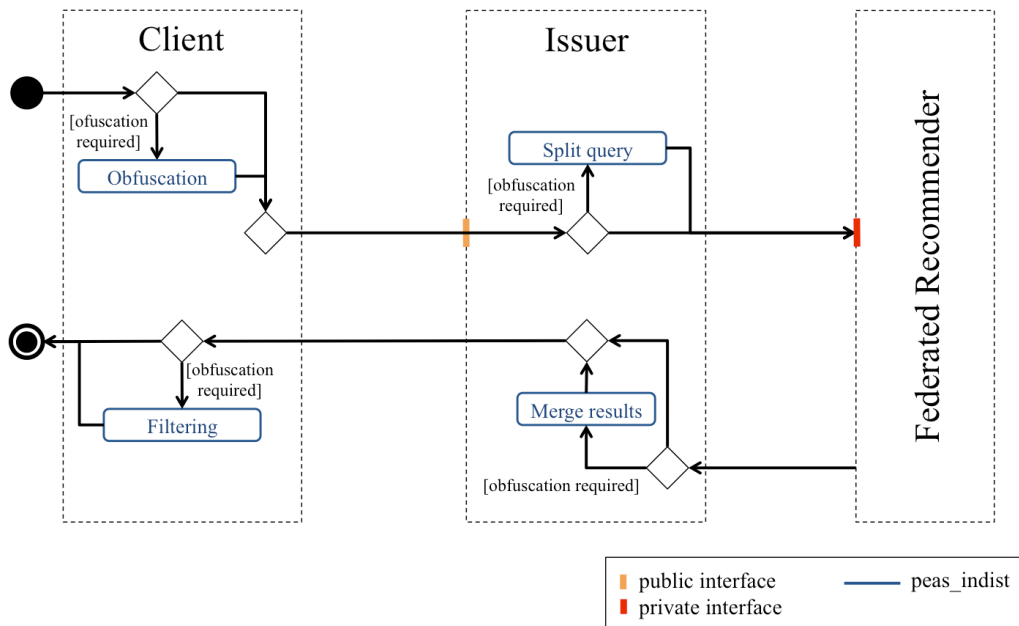 Client
Issuer
[ofuscation
required]
Obfuscation
Split query
[obfuscation
required]
Federated Recommender
[obfuscation
required]
Filtering
Merge results
[obfuscation required]
public interface
peas_indist
private interface